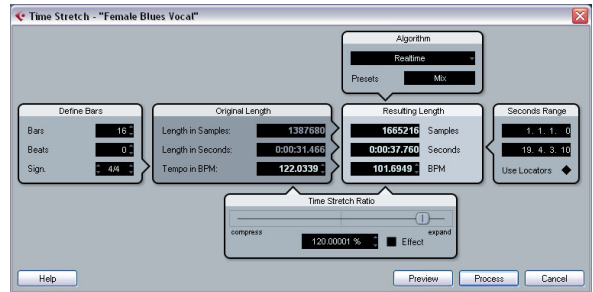 Time Stretch - "Female Blues Vocal"
Algorithm
Realtime
Presets Mix
Define Bars
Bars 16
Beats 0
Sign. 4/4
Original Length
Length in Samples: 1387680
Length in Seconds: 0:00:31.466
Tempo in BPM: 122.0339
Resulting Length
1665216 Samples
0:00:37.760 Seconds
101.6949 BPM
Seconds Range
1. 1. 1. 0
19. 4. 3. 10
Use Locators
Time Stretch Ratio
compress expand
120.00001 % Effect
Help Preview Process Cancel